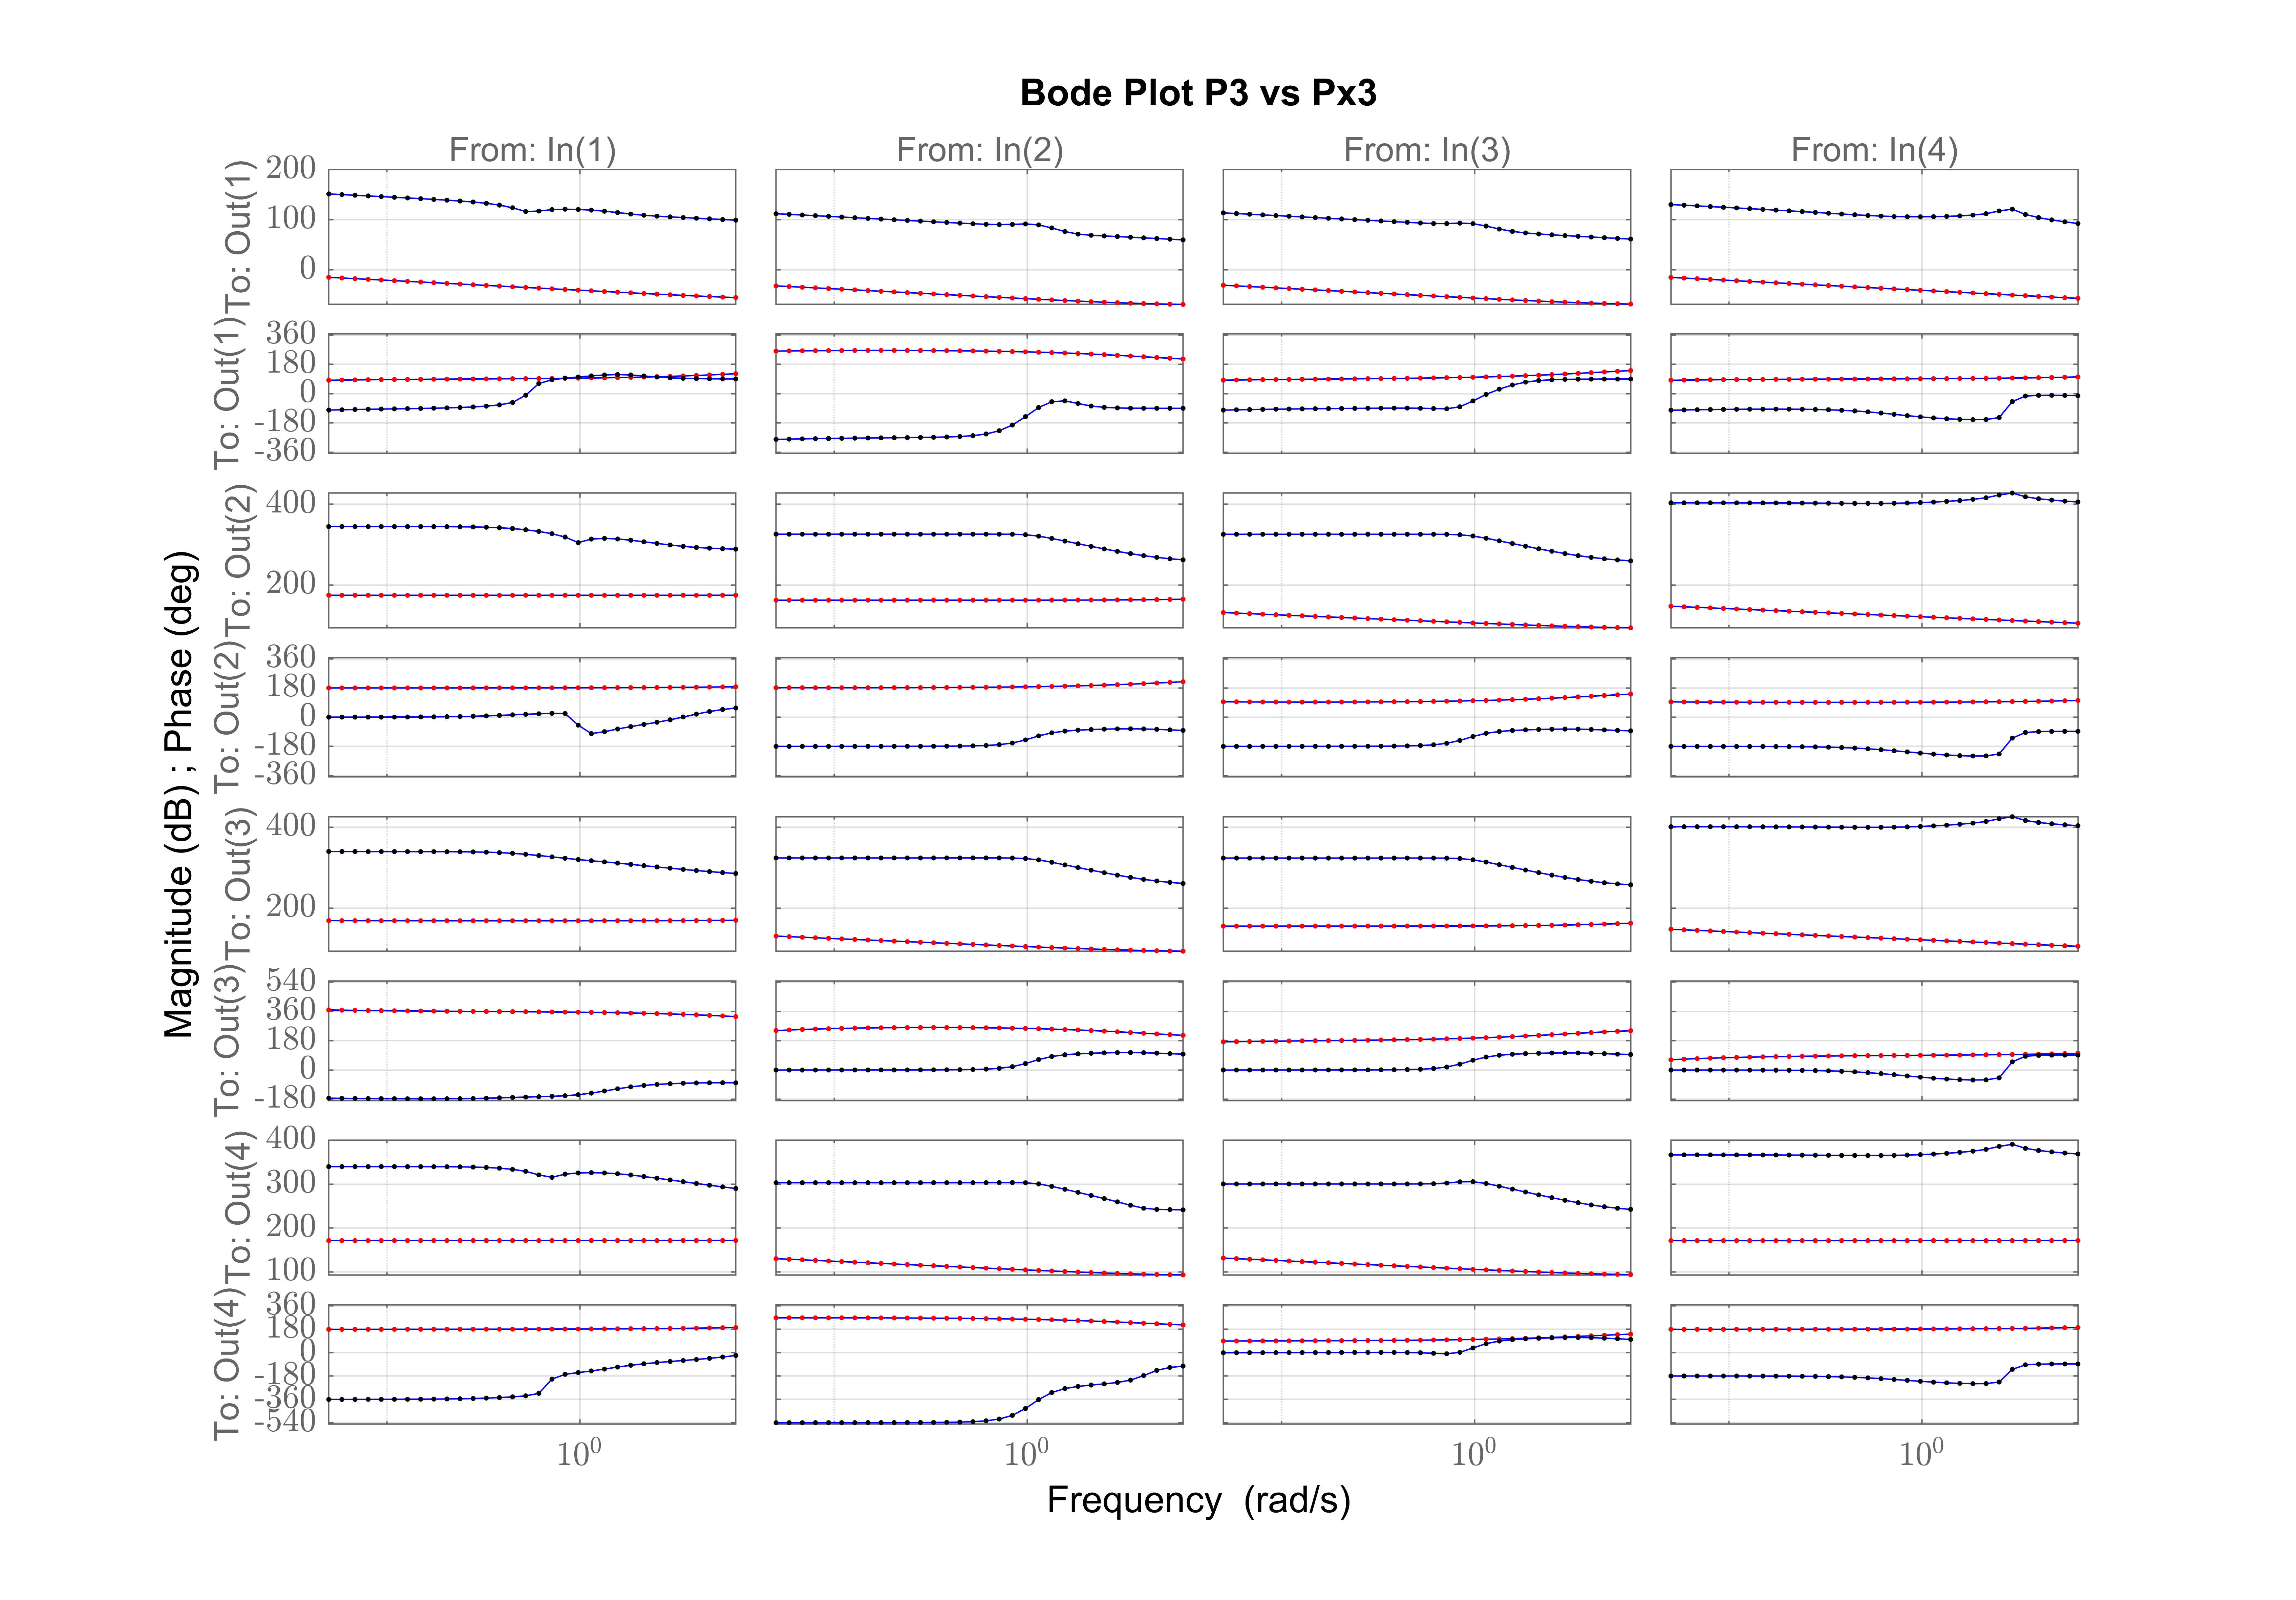 Bode Plot P3 vs Px3
From: In(1)
From: In(2)
From: In(3)
From: In(4)
Magnitude (dB) ; Phase (deg)
To: Out(1)
200
100
0
To: Out(1)
360
180
0
-180
-360
To: Out(2)
400
200
To: Out(2)
360
180
0
-180
-360
To: Out(3)
400
200
To: Out(3)
540
360
180
0
-180
To: Out(4)
400
300
200
100
To: Out(4)
360
180
0
-180
-360
-540
10^0
10^0
10^0
10^0
Frequency (rad/s)